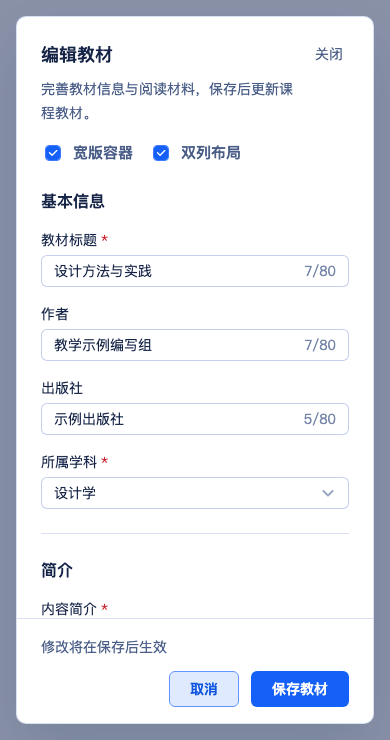 编辑教材
关闭
完善教材信息与阅读材料，保存后更新课
程教材。
宽版容器
双列布局
基本信息
教材标题 *
设计方法与实践 7/80
作者
教学示例编写组 7/80
出版社
示例出版社 5/80
所属学科 *
设计学
简介
内容简介 *
修改将在保存后生效
取消
保存教材